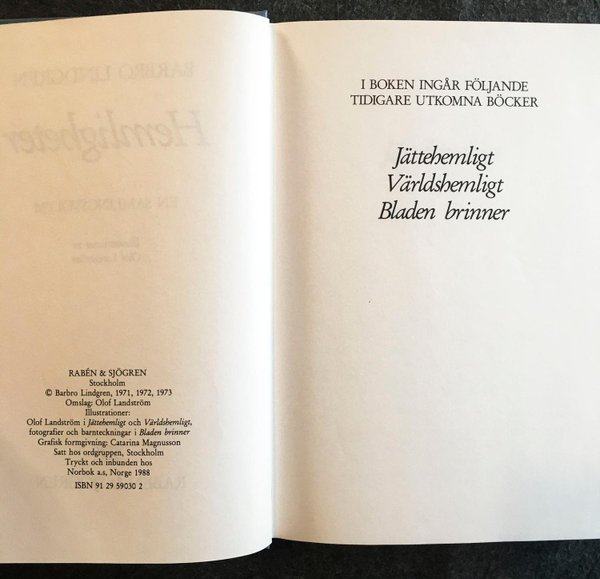 RABÉN & SJÖGREN
Stockholm
© Barbro Lindgren, 1971, 1972, 1973
Omslag: Olof Landström
Illustrationer:
Olof Landström i Jättehemligt och Världshemligt,
fotografier och barnteckningar i Bladen brinner
Grafisk formgivning: Catarina Magnusson
Satt hos ordgruppen, Stockholm
Tryckt och inbunden hos
Norbok a.s, Norge 1988
ISBN 91 29 59030 2
I BOKEN INGÅR FÖLJANDE
TIDIGARE UTKOMNA BÖCKER
Jättehemligt
Världshemligt
Bladen brinner